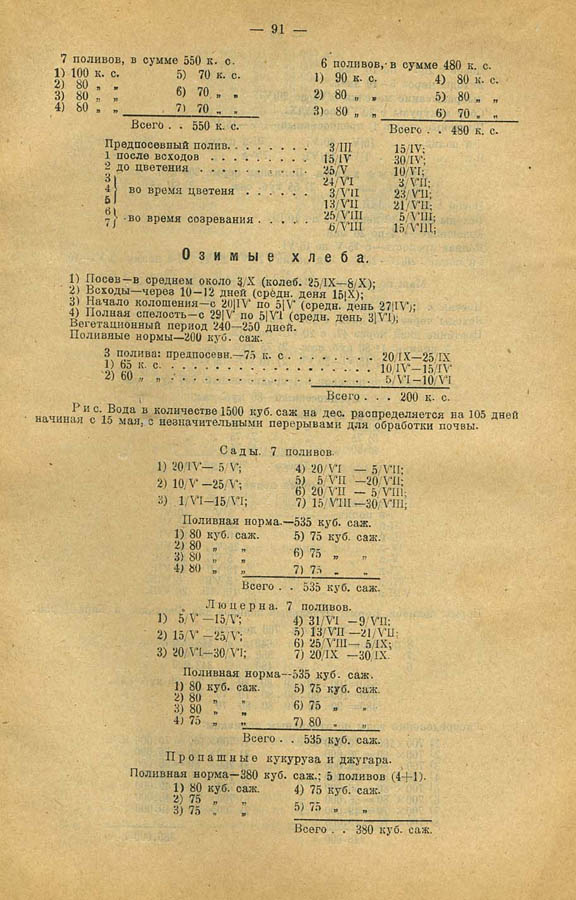 — 91 —
7 поливов, в сумме 550 к. с.
1) 100 к. с. 5) 70 к. с.
2) 80 „ „
3) 80 „ „ 6) 70 „ „
4) 80 „ „ 7) 70 „ „
Всего . . 550 к. с.
6 поливов, в сумме 480 к. с.
1) 90 к. с. 4) 80 к. с.
2) 80 „ „ 5) 80 „ „
3) 80 „ „ 6) 70 „ „
Всего . . 480 к. с.
Предпосевный полив. . . . . . . . 3/III 15/IV;
1 после всходов . . . . . . . . . 15/IV 30/IV;
2 до цветения . . . . . . . . . . 25/V 10/VI;
3 24/VI 3/VII;
4 во время цветеня . . . . . . 3/VII 23/VII;
5 13/VII 21/VII;
6 во время созревания . . . . . 25/VIII 5/VIII;
7 6/VIII 15/VIII;
Озимые хлеба.
1) Посев—в среднем около 3/X (колеб. 25/IX—8/X);
2) Всходы—через 10—12 дней (средн. деня 15|X);
3) Начало колошения—с 20|IV по 5|V (средн. день 27|IV);
4) Полная спелость—с 29|V по 5|VI (средн. день 3|VI);
Вегетационный период 240—250 дней.
Поливные нормы—200 куб. саж.
3 полива: предпосевн.—75 к. с . . . . . . . . 20/IX—25/IX
1) 65 к. с. . . . . . . . . . . . . . . . . . 10/IV—15/IV
2) 60 „ „ . . . . . . . . . . . . . . . . . . 5/VI—10/VI
Всего . . . 200 к. с.
Рис. Вода в количестве 1500 куб. саж на дес. распределяется на 105 дней
начиная с 15 мая, с незначительными перерывами для обработки почвы.
Сады. 7 поливов.
1) 20/IV— 5/V; 4) 20/VI — 5/VII;
2) 10/V —25/V; 5) 5/VII —20/VII;
6) 20/VII — 5/VIII;
3) 1/VI—15/VI; 7) 15/VIII—30/VIII;
Поливная норма.—535 куб. саж.
1) 80 куб. саж. 5) 75 куб. саж.
2) 80 „ „
3) 80 „ „ 6) 75 „ „
4) 80 „ „ 7) 75 „ „
Всего . . 535 куб. саж.
Люцерна. 7 поливов.
1) 5/V —15/V; 4) 31/VI —9/VII;
2) 15/V —25/V; 5) 13/VII —21/VII;
6) 25/VIII— 5/IX;
3) 20/VI—30/VI; 7) 20/IX —30/IX.
Поливная норма—535 куб. саж.
1) 80 куб. саж. 5) 75 куб. саж.
2) 80 „ „
3) 80 „ „ 6) 75 „ „
4) 75 „ „ 7) 80 „ „
Всего . . 535 куб. саж.
Пропашные кукуруза и джугара.
Поливная норма—380 куб. саж.; 5 поливов (4+1).
1) 80 куб. саж. 4) 75 куб. саж.
2) 75 „ „
3) 75 „ „ 5) 75 „ „
Всего . . 380 куб. саж.